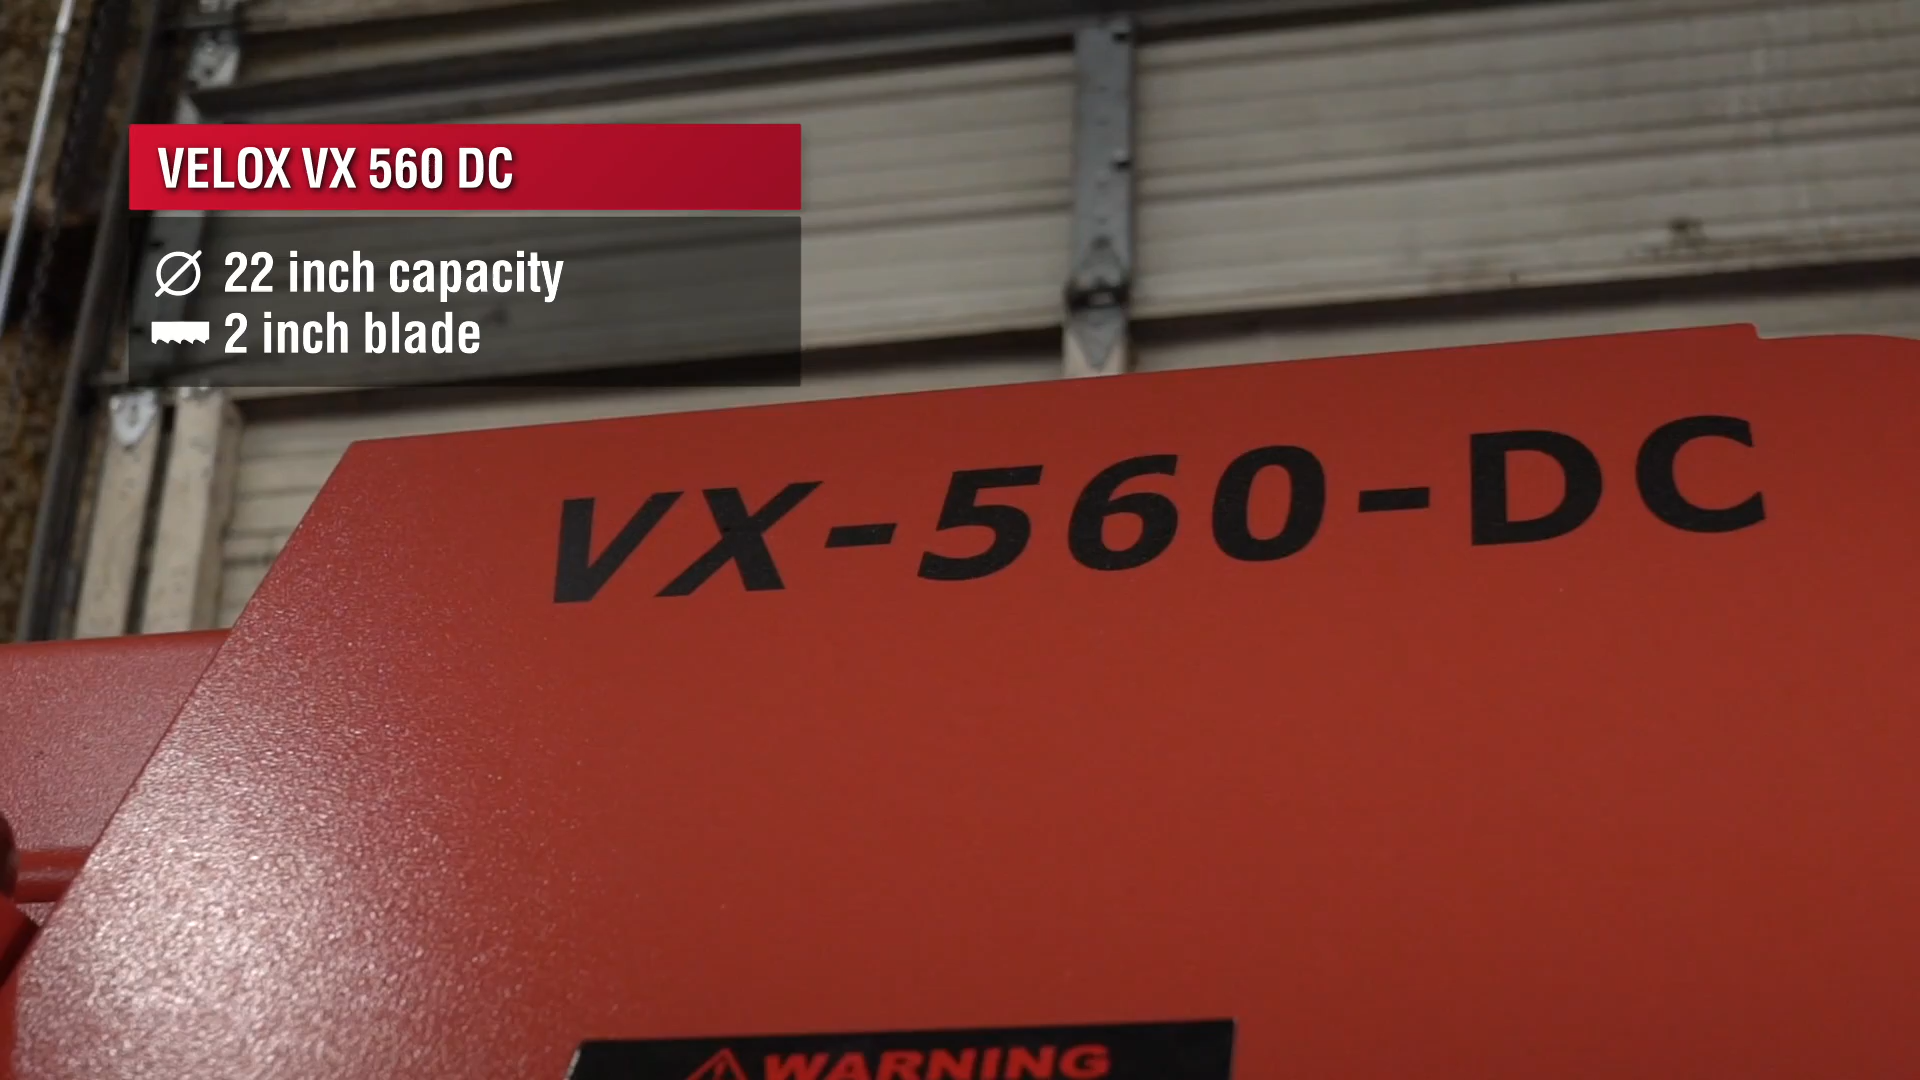 VELOX VX 560 DC
22 inch capacity
2 inch blade
VX-560-DC
WARNING